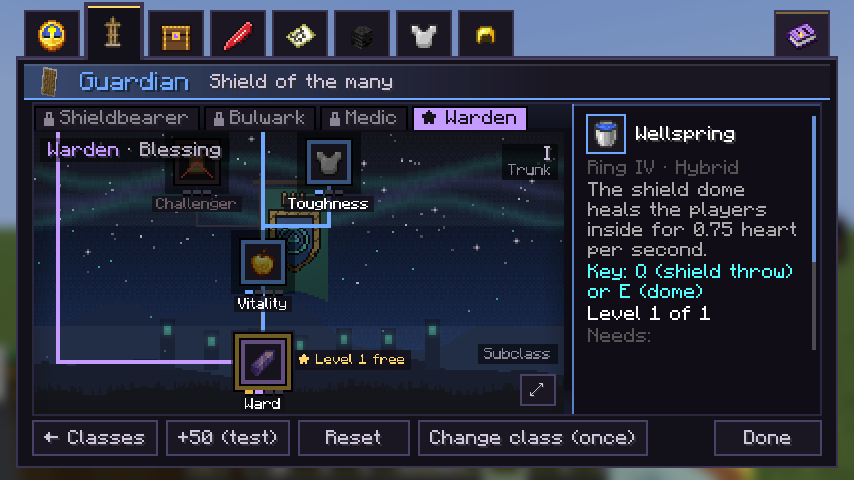 Guardian Shield of the many
Shieldbearer
Bulwark
Medic
Warden
Warden · Blessing
I
Trunk
Challenger
Toughness
Vitality
Level 1 free
Subclass
Ward
Wellspring
Ring IV · Hybrid
The shield dome
heals the players
inside for 0.75 heart
per second.
Key: Q (shield throw)
or E (dome)
Level 1 of 1
Needs:
← Classes
+50 (test)
Reset
Change class (once)
Done